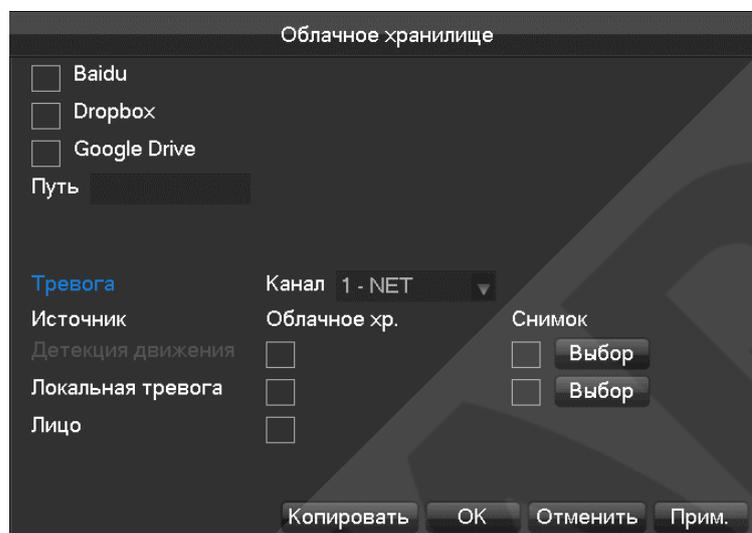 Облачное хранилище
Baidu
Dropbox
Google Drive
Путь
Тревога Канал 1 - NET
Источник Облачное хр. Снимок
Детекция движения Выбор
Локальная тревога Выбор
Лицо
Копировать OK Отменить Прим.